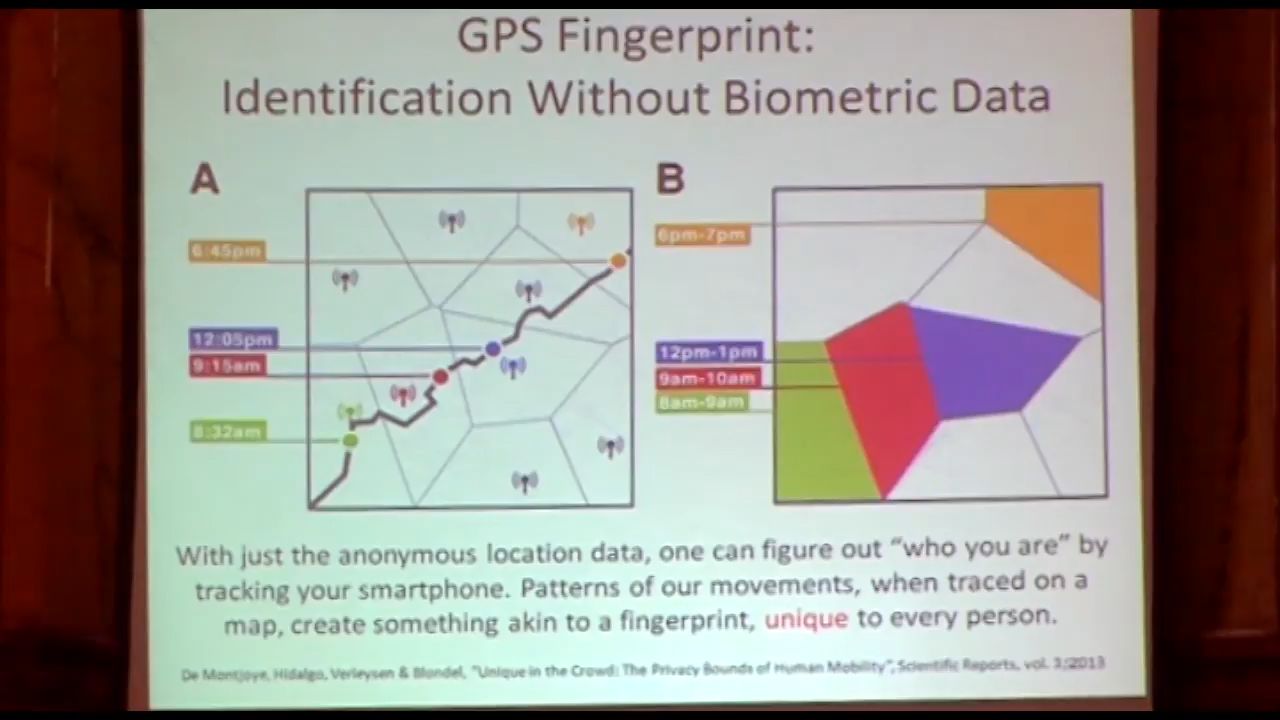 GPS Fingerprint:
Identification Without Biometric Data
A
B
6:45pm
12:05pm
9:15am
8:32am
6pm-7pm
12pm-1pm
9am-10am
8am-9am
With just the anonymous location data, one can figure out “who you are” by
tracking your smartphone. Patterns of our movements, when traced on a
map, create something akin to a fingerprint, unique to every person.
De Montjoye, Hidalgo, Verleysen & Blondel, "Unique in the Crowd: The Privacy Bounds of Human Mobility", Scientific Reports, vol. 3, 2013